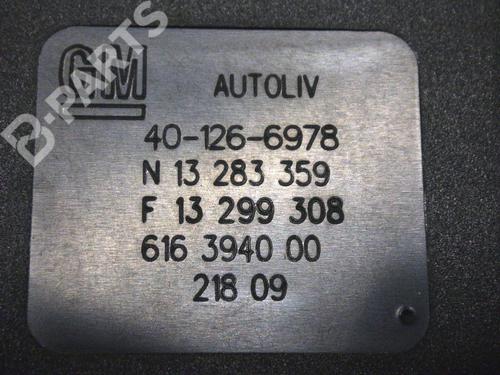 GM
AUTOLIV
40-126-6978
N 13 283 359
F 13 299 308
616 3940 00
218 09
B-PARTS